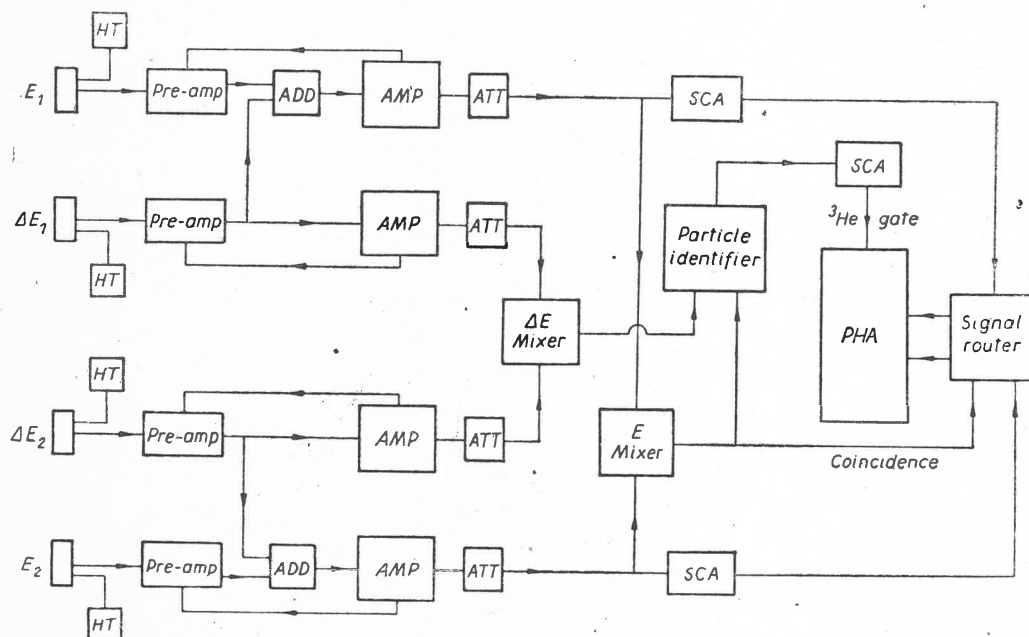 HT
E₁
Pre-amp
ADD
AMP
ATT
SCA
SCA
ΔE₁
Pre-amp
AMP
ATT
HT
Particle
identifier
³He gate
ΔE
Mixer
PHA
Signal
router
HT
ΔE₂
Pre-amp
AMP
ATT
E
Mixer
Coincidence
E₂
Pre-amp
ADD
AMP
ATT
SCA
HT